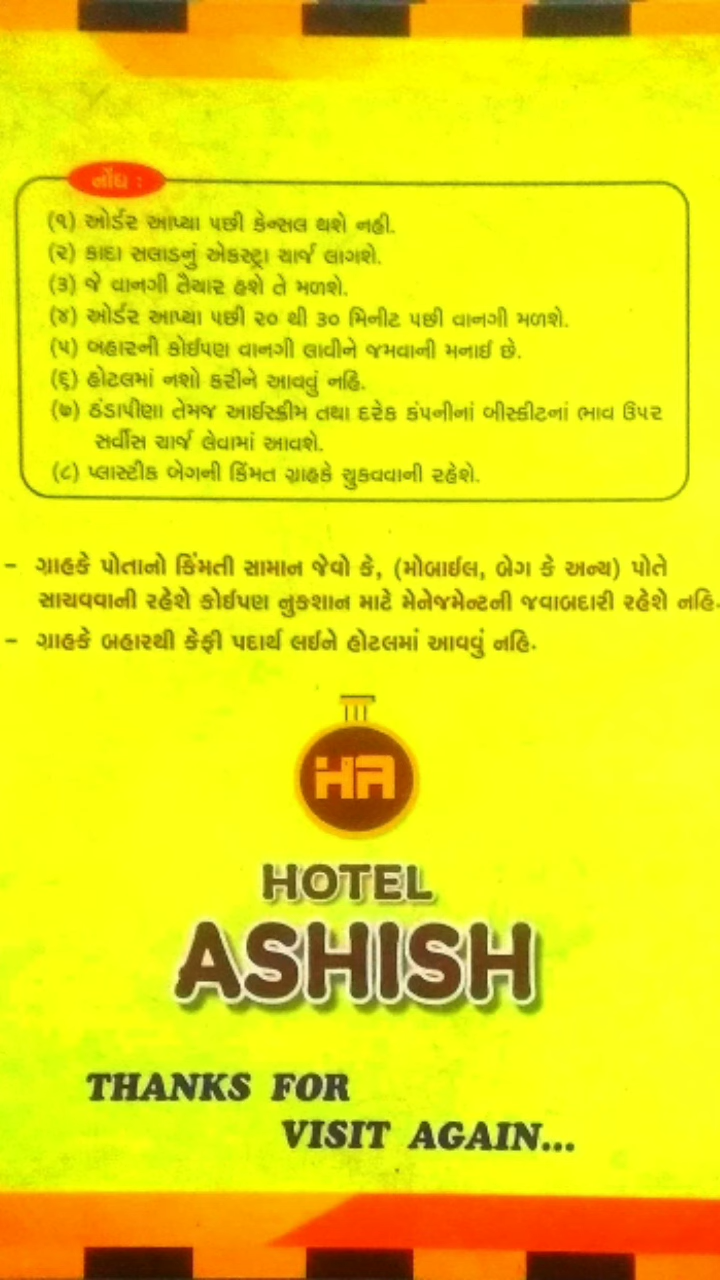 નોંધ :
(૧) ઓર્ડર આપ્યા પછી કેન્સલ થશે નહી.
(૨) કાદા સલાડનું એકસ્ટ્રા ચાર્જ લાગશે.
(૩) જે વાનગી તૈયાર હશે તે મળશે.
(૪) ઓર્ડર આપ્યા પછી ૨૦ થી ૩૦ મિનીટ પછી વાનગી મળશે.
(૫) બહારની કોઈપણ વાનગી લાવીને જમવાની મનાઈ છે.
(૬) હોટલમાં નશો કરીને આવવું નહિ.
(૭) ઠંડાપીણા તેમજ આઈસ્ક્રીમ તથા દરેક કંપનીનાં બીસ્કીટનાં ભાવ ઉપર
સર્વીસ ચાર્જ લેવામાં આવશે.
(૮) પ્લાસ્ટીક બેગની કિંમત ગ્રાહકે ચુકવવાની રહેશે.
– ગ્રાહકે પોતાનો કિંમતી સામાન જેવો કે, (મોબાઈલ, બેગ કે અન્ય) પોતે
સાચવવાની રહેશે કોઈપણ નુકશાન માટે મેનેજમેન્ટની જવાબદારી રહેશે નહિ.
– ગ્રાહકે બહારથી કેફી પદાર્થ લઈને હોટલમાં આવવું નહિ.
HA
HOTEL
ASHISH
THANKS FOR
VISIT AGAIN...